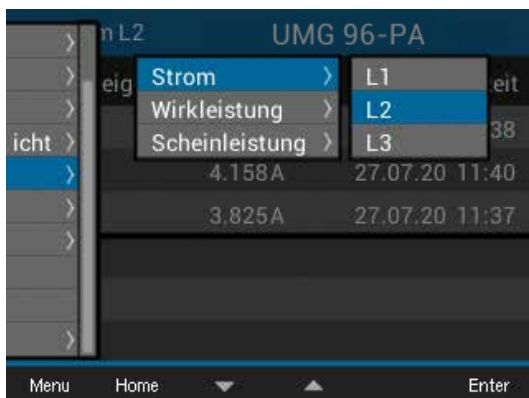 m L2 UMG 96-PA
eig Strom L1 eit
Wirkleistung L2
icht Scheinleistung L3 38
4.158A 27.07.20 11:40
3.825A 27.07.20 11:37
Menu Home Enter